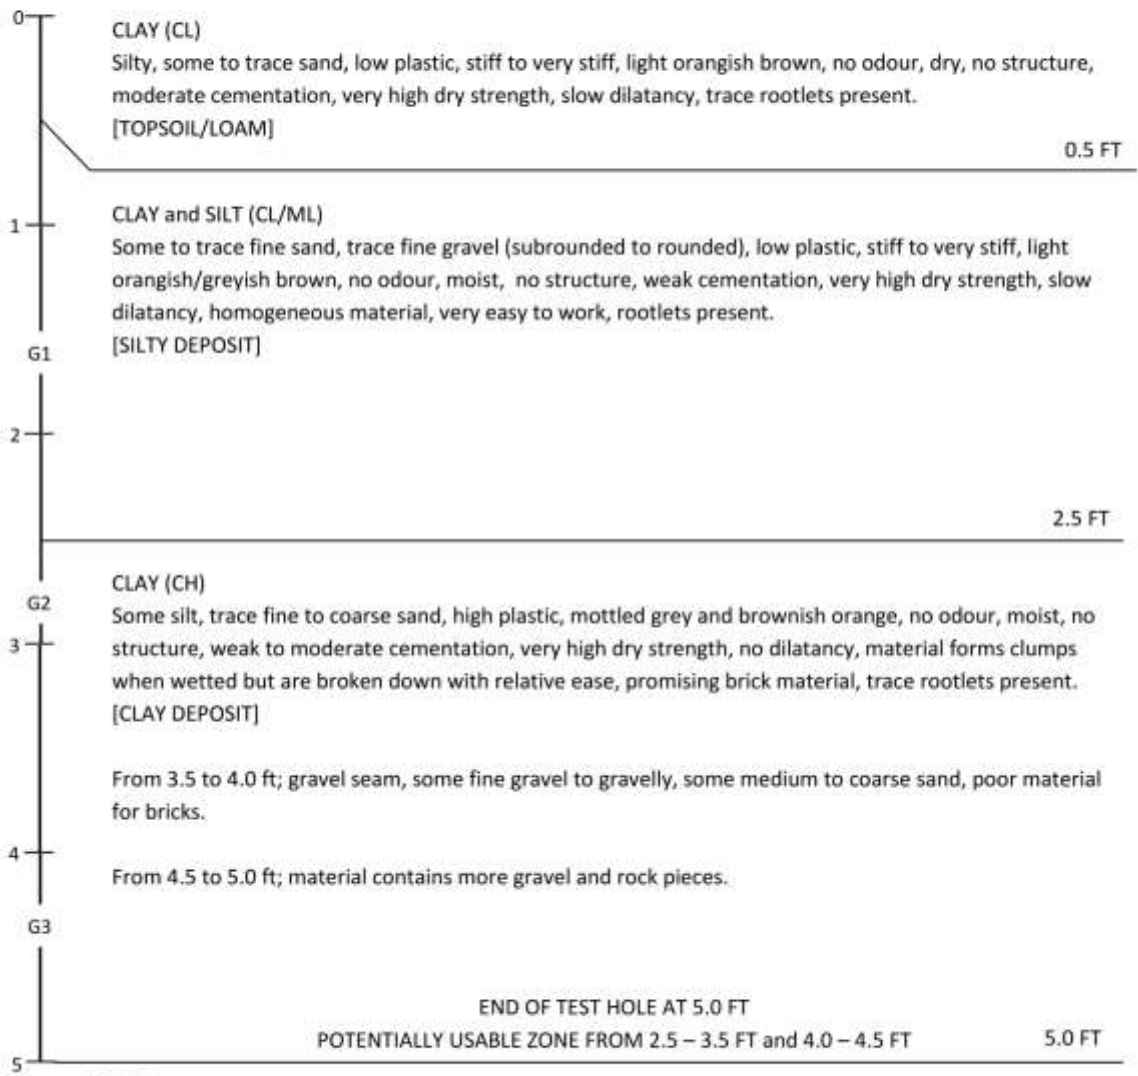 0
CLAY (CL)
Silty, some to trace sand, low plastic, stiff to very stiff, light orangish brown, no odour, dry, no structure,
moderate cementation, very high dry strength, slow dilatancy, trace rootlets present.
[TOPSOIL/LOAM]
0.5 FT
CLAY and SILT (CL/ML)
1
Some to trace fine sand, trace fine gravel (subrounded to rounded), low plastic, stiff to very stiff, light
orangish/greyish brown, no odour, moist, no structure, weak cementation, very high dry strength, slow
dilatancy, homogeneous material, very easy to work, rootlets present.
G1
[SILTY DEPOSIT]
2
2.5 FT
CLAY (CH)
G2
Some silt, trace fine to coarse sand, high plastic, mottled grey and brownish orange, no odour, moist, no
3
structure, weak to moderate cementation, very high dry strength, no dilatancy, material forms clumps
when wetted but are broken down with relative ease, promising brick material, trace rootlets present.
[CLAY DEPOSIT]
From 3.5 to 4.0 ft; gravel seam, some fine gravel to gravelly, some medium to coarse sand, poor material
for bricks.
4
From 4.5 to 5.0 ft; material contains more gravel and rock pieces.
G3
END OF TEST HOLE AT 5.0 FT
POTENTIALLY USABLE ZONE FROM 2.5 – 3.5 FT and 4.0 – 4.5 FT
5.0 FT
5